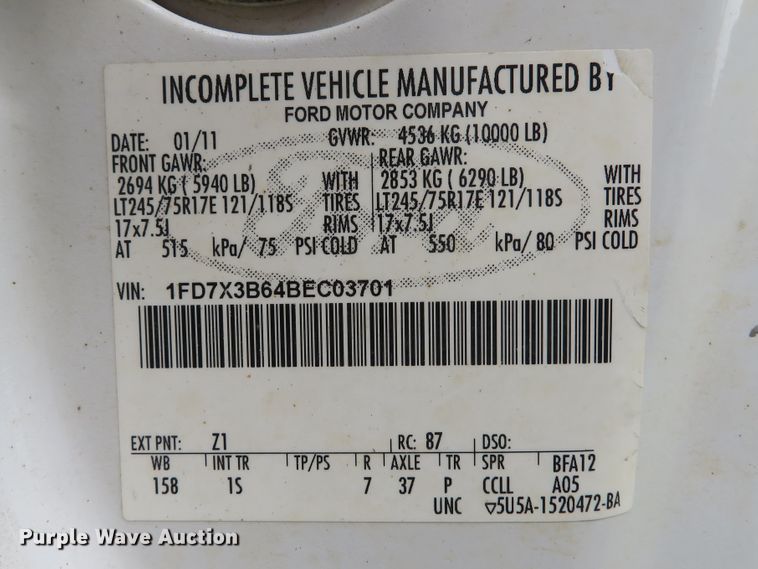 INCOMPLETE VEHICLE MANUFACTURED BY
FORD MOTOR COMPANY
DATE: 01/11 GVWR: 4536 KG (10000 LB)
FRONT GAWR: REAR GAWR:
2694 KG ( 5940 LB) WITH 2853 KG ( 6290 LB) WITH
LT245/75R17E 121/118S TIRES LT245/75R17E 121/118S TIRES
17x7.5J RIMS 17x7.5J RIMS
AT 515 kPa/ 75 PSI COLD AT 550 kPa/ 80 PSI COLD
Ford
VIN: 1FD7X3B64BEC03701
EXT PNT: Z1 RC: 87 DSO:
WB INT TR TP/PS R AXLE TR SPR BFA12
158 1S 7 37 P CCLL A05
UNC ▽5U5A-1520472-BA
Purple Wave Auction Purple Wave Auction